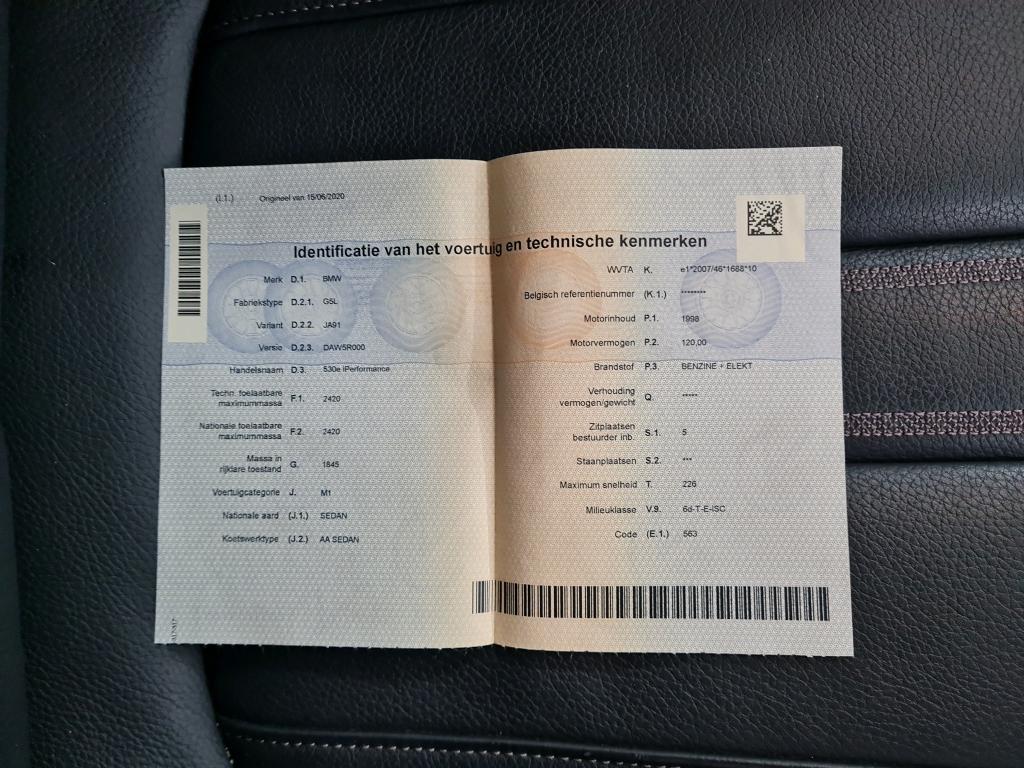 (I.1.) Origineel van 15/06/2020
Identificatie van het voertuig en technische kenmerken
Merk D.1. BMW
Fabriekstype D.2.1. G5L
Variant D.2.2. JA91
Versie D.2.3. DAW5R000
Handelsnaam D.3. 530e iPerformance
Techn. toelaatbare
maximummassa F.1. 2420
Nationale toelaatbare
maximummassa F.2. 2420
Massa in
rijklare toestand G. 1845
Voertuigcategorie J. M1
Nationale aard (J.1.) SEDAN
Koetswerktype (J.2.) AA SEDAN
WVTA K. e1*2007/46*1688*10
Belgisch referentienummer (K.1.) ********
Motorinhoud P.1. 1998
Motorvermogen P.2. 120,00
Brandstof P.3. BENZINE + ELEKT
Verhouding
vermogen/gewicht Q. *****
Zitplaatsen
bestuurder inb. S.1. 5
Staanplaatsen S.2. ***
Maximum snelheid T. 226
Milieuklasse V.9. 6d-T-E-ISC
Code (E.1.) 563